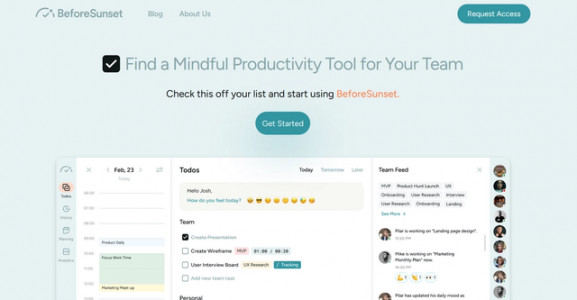 BeforeSunset
Blog
About Us
Request Access
Find a Mindful Productivity Tool for Your Team
Check this off your list and start using BeforeSunset.
Get Started
Feb, 23
Today
Todos
Today
Tomorrow
Later
Team Feed
Hello Josh,
How do you feel today?
MVP
Product Hunt Launch
UX
Onboarding
User Research
Interview
User Research
Onboarding
Landing
See More
Todos
History
Planning
Analytics
Team
Create Presentation
Create Wireframe
MVP
01:00 / 00:30
User Interview Board
UX Research
Tracking
Add new team task
Personal
Product Daily
Focus Work Time
Marketing Meet up
Pilar is working on "Landing page design".
Pilar is working on "Marketing Monthly Plan" now.
Pilar has updated his daily mood as